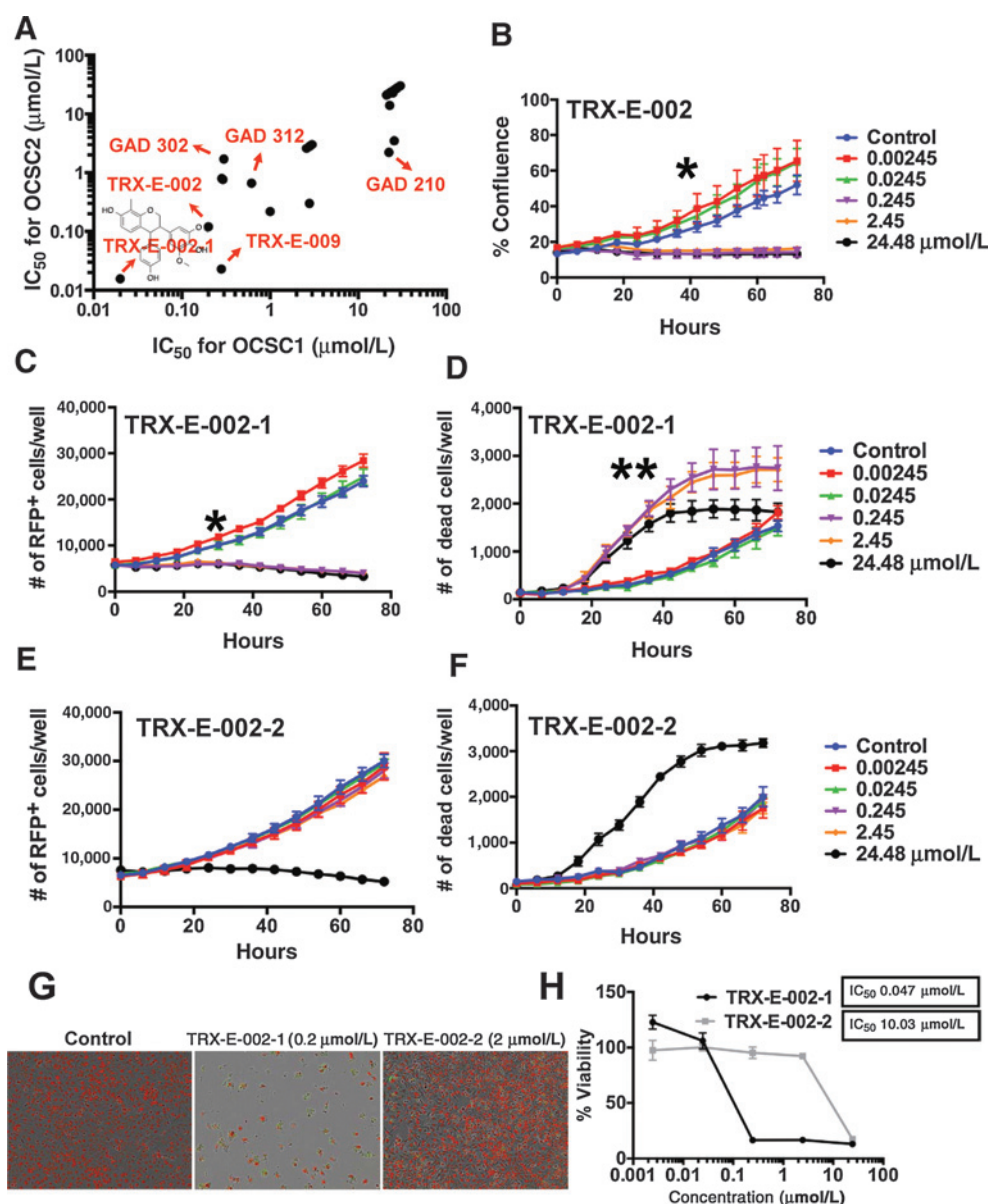 A
IC50 for OCSC2 (μmol/L)
100
10
1
0.10
0.01
0.01
0.10
1
10
100
IC50 for OCSC1 (μmol/L)
GAD 302
GAD 312
TRX-E-002
GAD 210
TRX-E-002-1
TRX-E-009
HO
O
O
OH
O
OH
B
TRX-E-002
% Confluence
80
60
40
20
0
0
20
40
60
80
Hours
*
Control
0.00245
0.0245
0.245
2.45
24.48 μmol/L
C
TRX-E-002-1
# of RFP+ cells/well
40,000
30,000
20,000
10,000
0
0
20
40
60
80
Hours
*
D
TRX-E-002-1
# of dead cells/well
4,000
3,000
2,000
1,000
0
0
20
40
60
80
Hours
**
Control
0.00245
0.0245
0.245
2.45
24.48 μmol/L
E
TRX-E-002-2
# of RFP+ cells/well
40,000
30,000
20,000
10,000
0
0
20
40
60
80
Hours
F
TRX-E-002-2
# of dead cells/well
4,000
3,000
2,000
1,000
0
0
20
40
60
80
Hours
Control
0.00245
0.0245
0.245
2.45
24.48 μmol/L
G
Control
TRX-E-002-1 (0.2 μmol/L)
TRX-E-002-2 (2 μmol/L)
H
% Viability
150
100
50
0
0.001
0.01
0.1
1
10
100
Concentration (μmol/L)
TRX-E-002-1
TRX-E-002-2
IC50 0.047 μmol/L
IC50 10.03 μmol/L